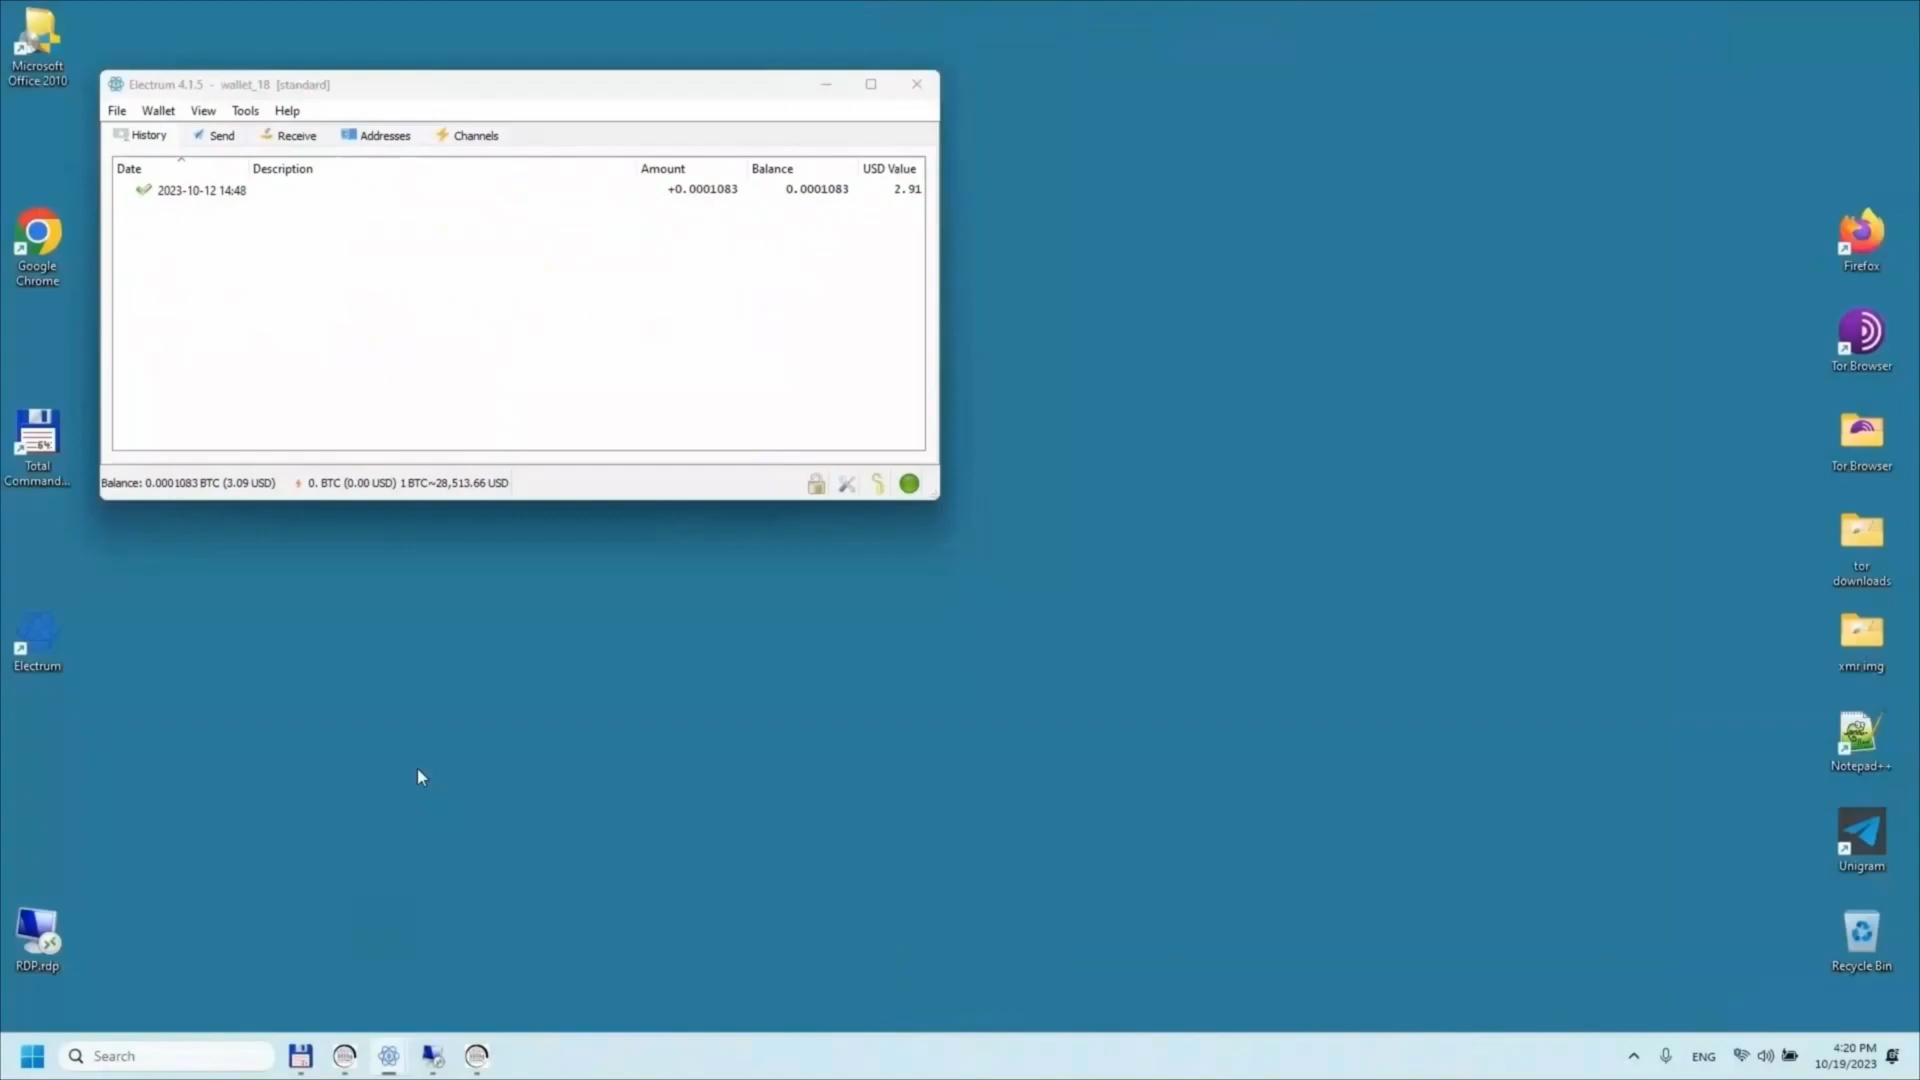 Microsoft
Office 2010
Google
Chrome
Total
Command...
Electrum
RDP.rdp
Electrum 4.1.5 - wallet_18 [standard]
File Wallet View Tools Help
History Send Receive Addresses Channels
Date Description Amount Balance USD Value
2023-10-12 14:48 +0.0001083 0.0001083 2.91
Balance: 0.0001083 BTC (3.09 USD) 0. BTC (0.00 USD) 1 BTC~28,513.66 USD
Firefox
Tor Browser
Tor Browser
tor
downloads
xmr img
Notepad++
Unigram
Recycle Bin
Search
ENG
4:20 PM
10/19/2023